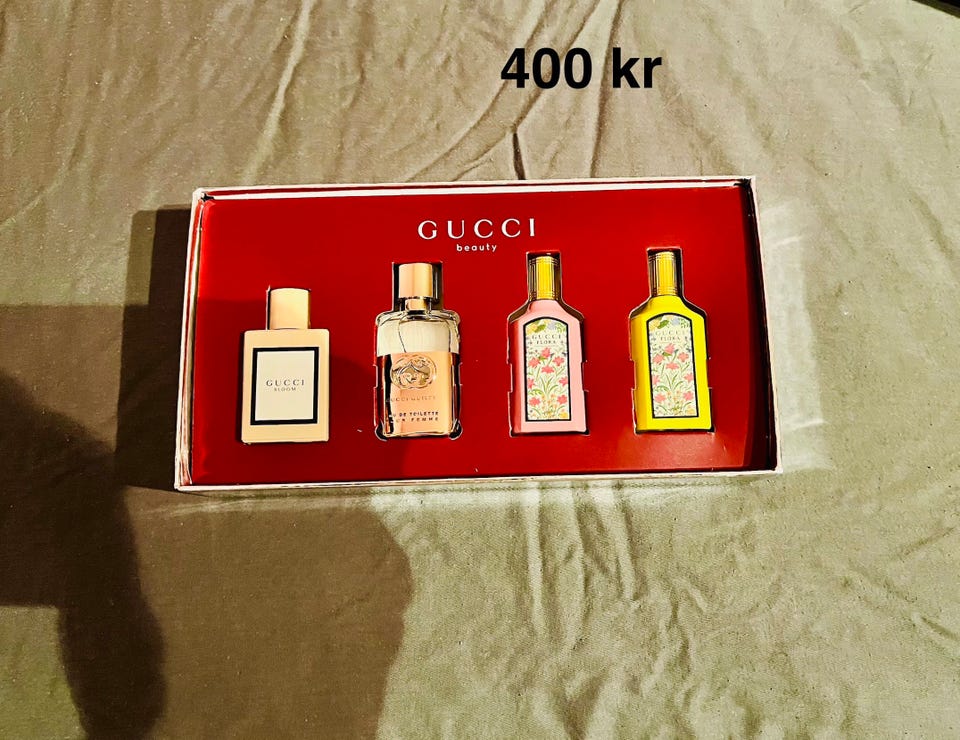 400 kr
GUCCI
beauty
GUCCI
BLOOM
GUCCI GUILTY
EAU DE TOILETTE
POUR FEMME
GUCCI
FLORA
GUCCI
FLORA